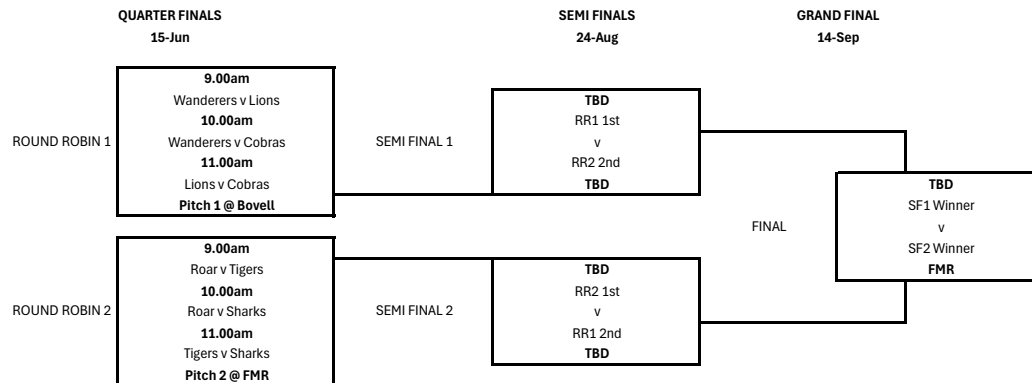 QUARTER FINALS
15-Jun
SEMI FINALS
24-Aug
GRAND FINAL
14-Sep
ROUND ROBIN 1
9.00am
Wanderers v Lions
10.00am
Wanderers v Cobras
11.00am
Lions v Cobras
Pitch 1 @ Bovell
SEMI FINAL 1
TBD
RR1 1st
v
RR2 2nd
TBD
ROUND ROBIN 2
9.00am
Roar v Tigers
10.00am
Roar v Sharks
11.00am
Tigers v Sharks
Pitch 2 @ FMR
SEMI FINAL 2
TBD
RR2 1st
v
RR1 2nd
TBD
FINAL
TBD
SF1 Winner
v
SF2 Winner
FMR